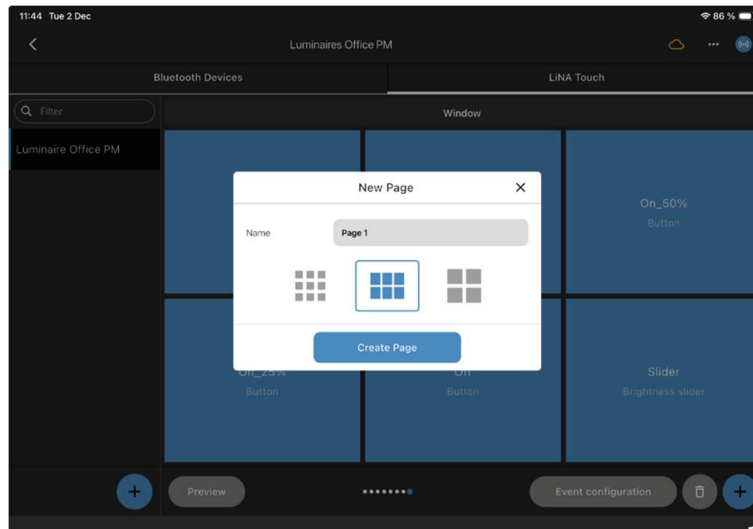 11:44 Tue 2 Dec
86 %
Luminaires Office PM
Bluetooth Devices
LiNA Touch
Filter
Window
Luminaire Office PM
New Page
On_50%
Button
Name
Page 1
Create Page
On_25%
Button
Off
Button
Slider
Brightness slider
Preview
Event configuration